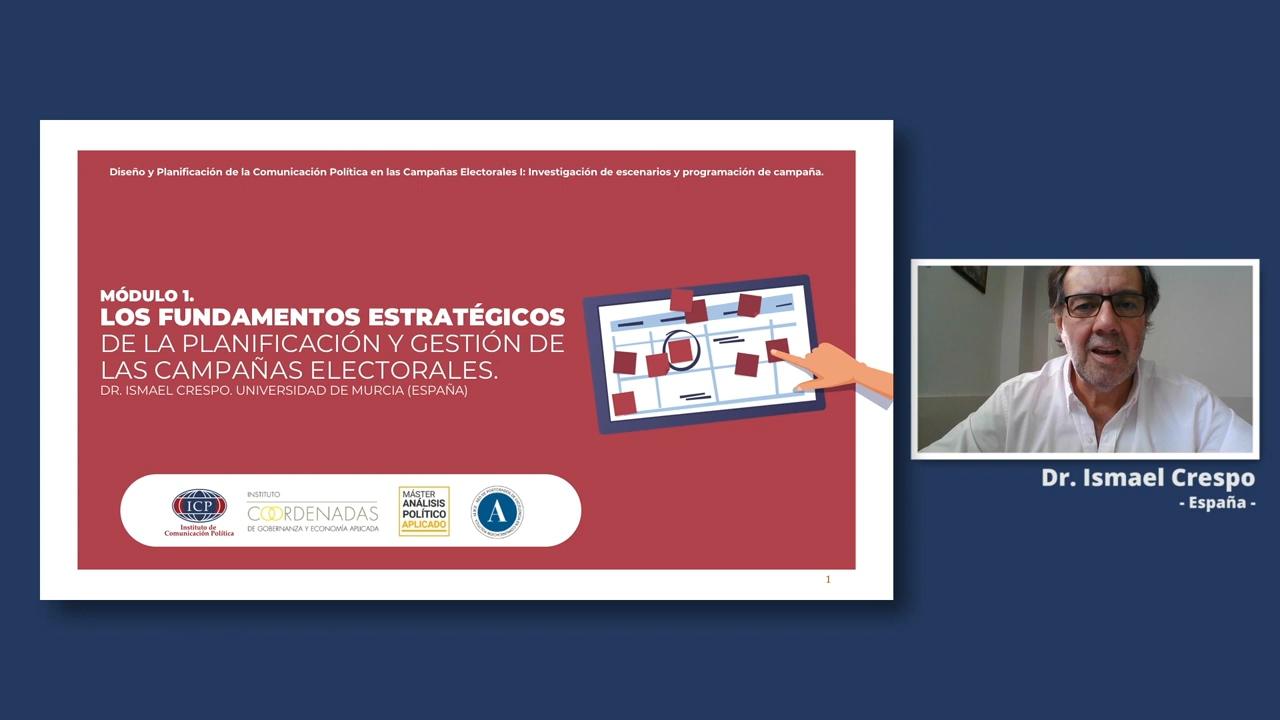 Diseño y Planificación de la Comunicación Política en las Campañas Electorales I: Investigación de escenarios y programación de campaña.
MÓDULO 1.
LOS FUNDAMENTOS ESTRATÉGICOS
DE LA PLANIFICACIÓN Y GESTIÓN DE
LAS CAMPAÑAS ELECTORALES.
DR. ISMAEL CRESPO. UNIVERSIDAD DE MURCIA (ESPAÑA)
ICP
Instituto de
Comunicación Política
INSTITUTO
COORDENADAS
DE GOBERNANZA Y ECONOMÍA APLICADA
MÁSTER
ANÁLISIS
POLÍTICO
APLICADO
A
1
Dr. Ismael Crespo
- España -